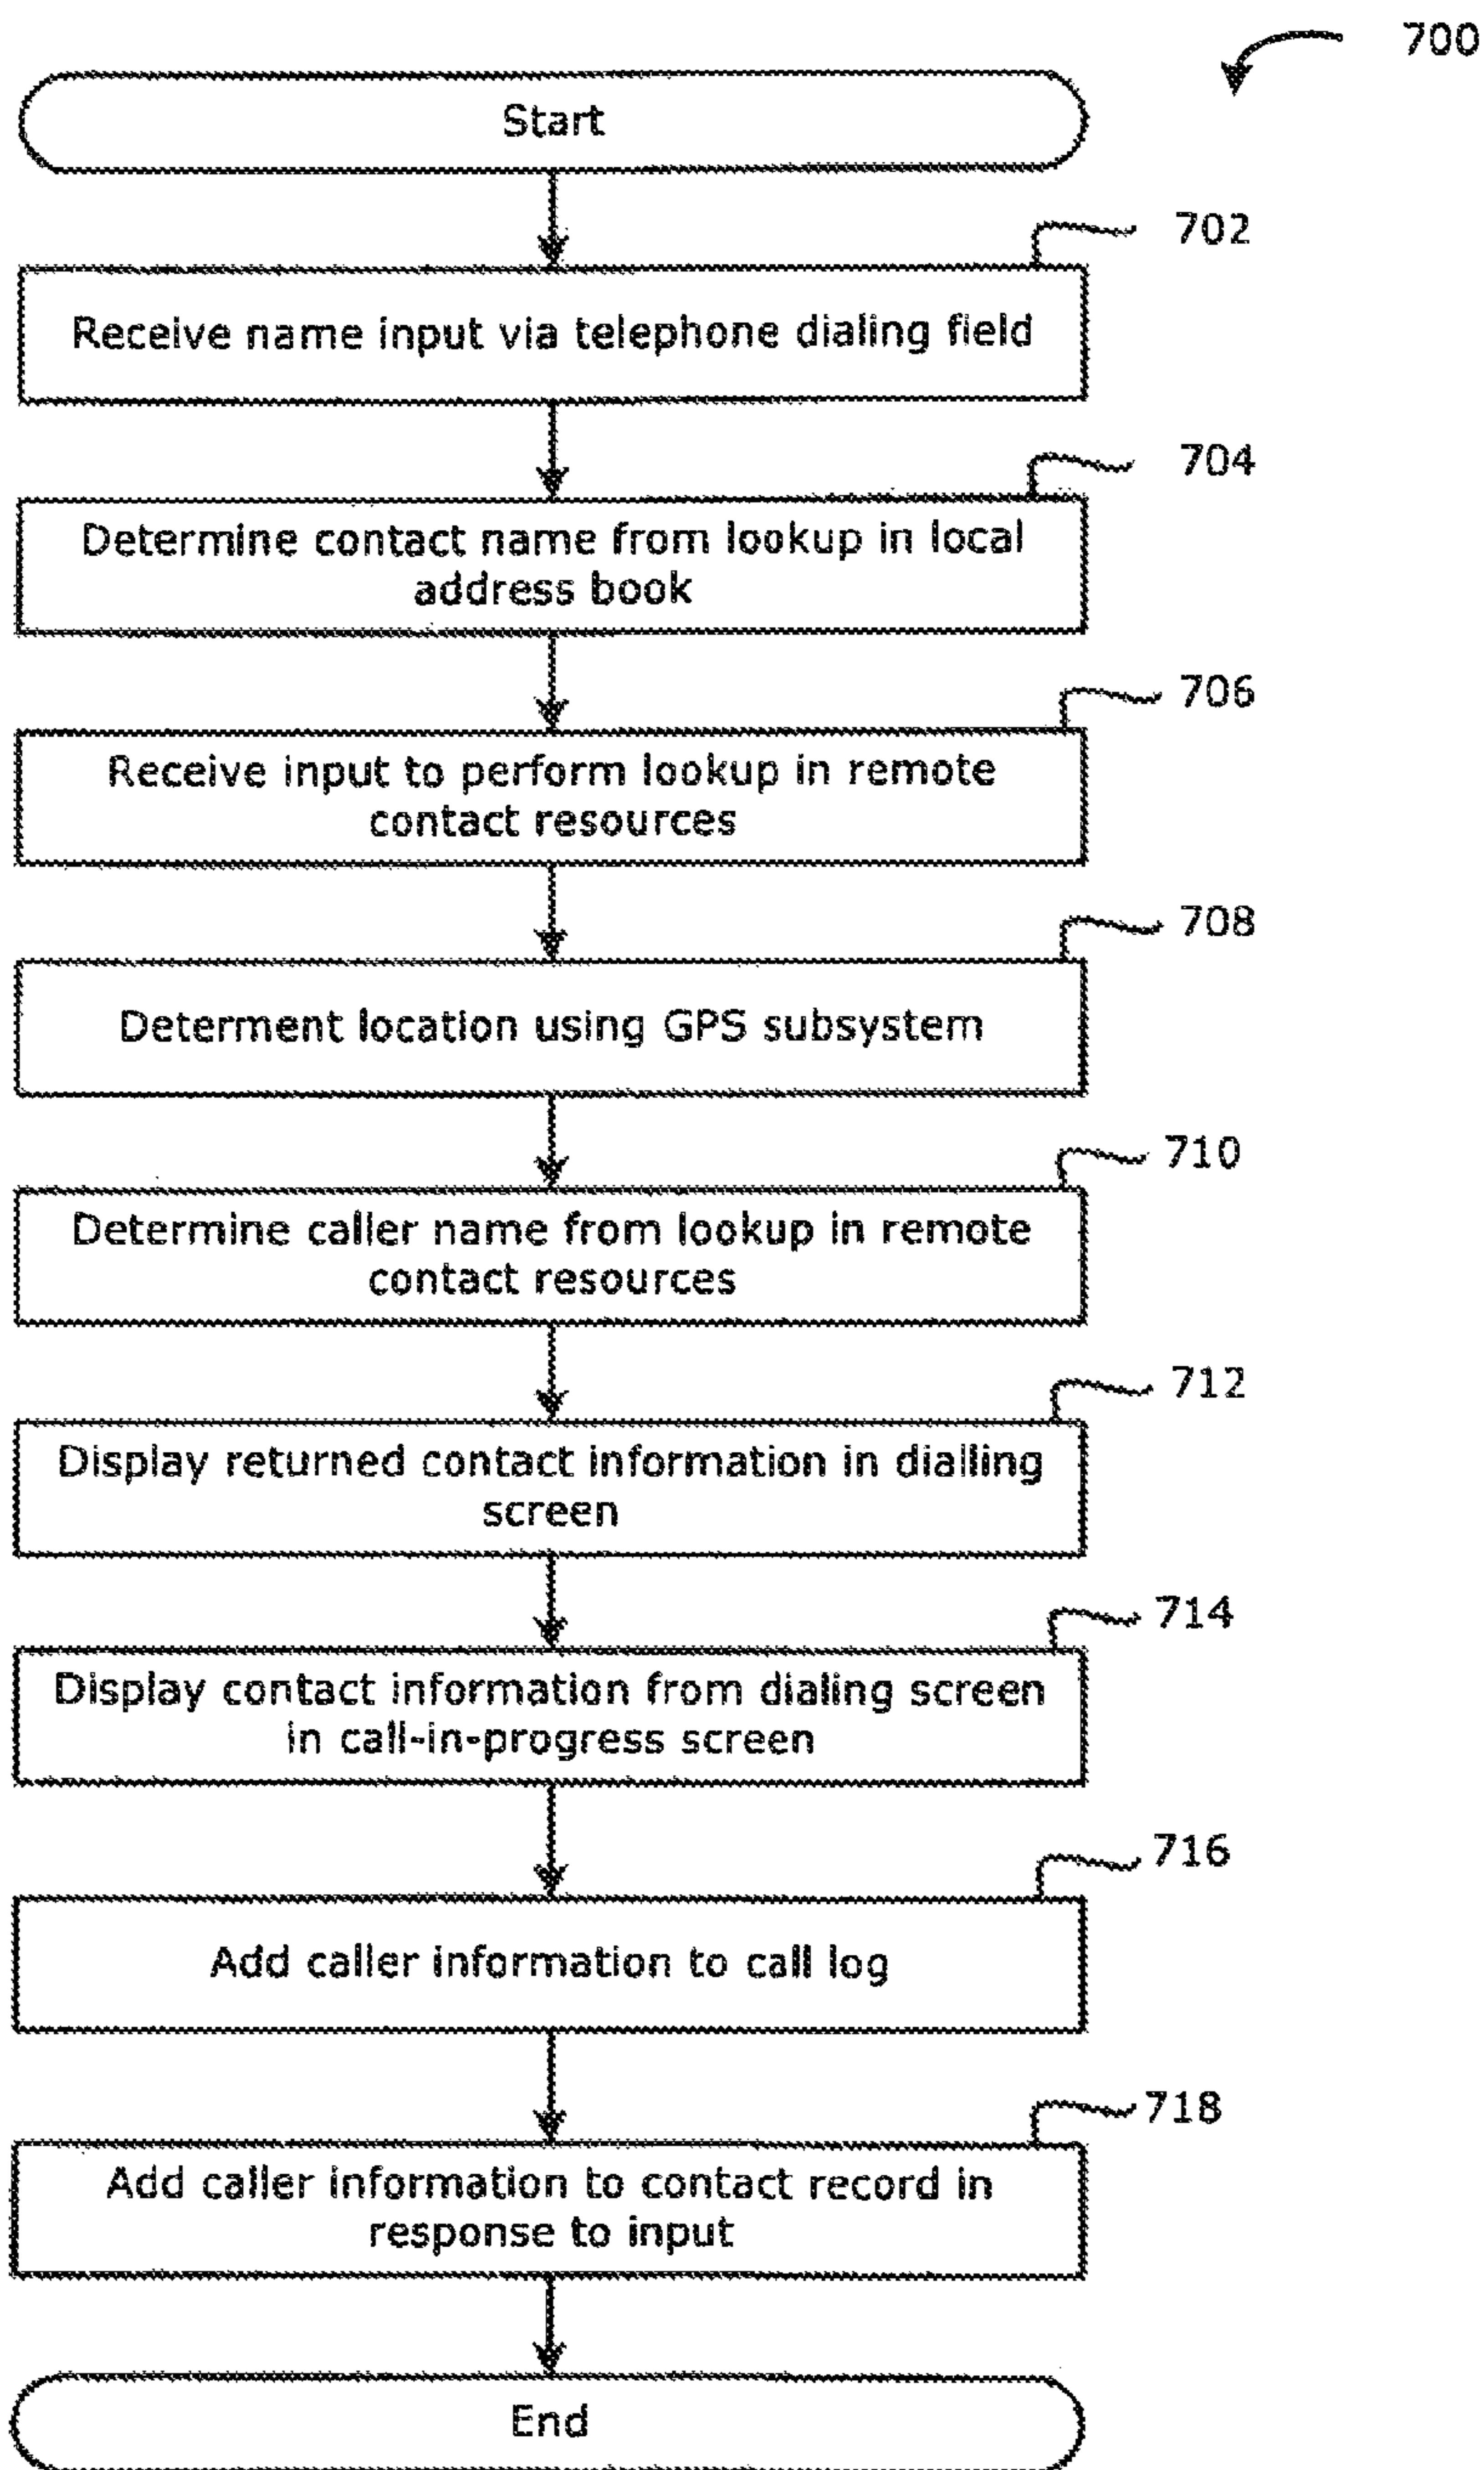 700
Start
702
Receive name input via telephone dialing field
704
Determine contact name from lookup in local
address book
706
Receive input to perform lookup in remote
contact resources
708
Determent location using GPS subsystem
710
Determine caller name from lookup in remote
contact resources
712
Display returned contact information in dialling
screen
714
Display contact information from dialing screen
in call-in-progress screen
716
Add caller information to call log
718
Add caller information to contact record in
response to input
End